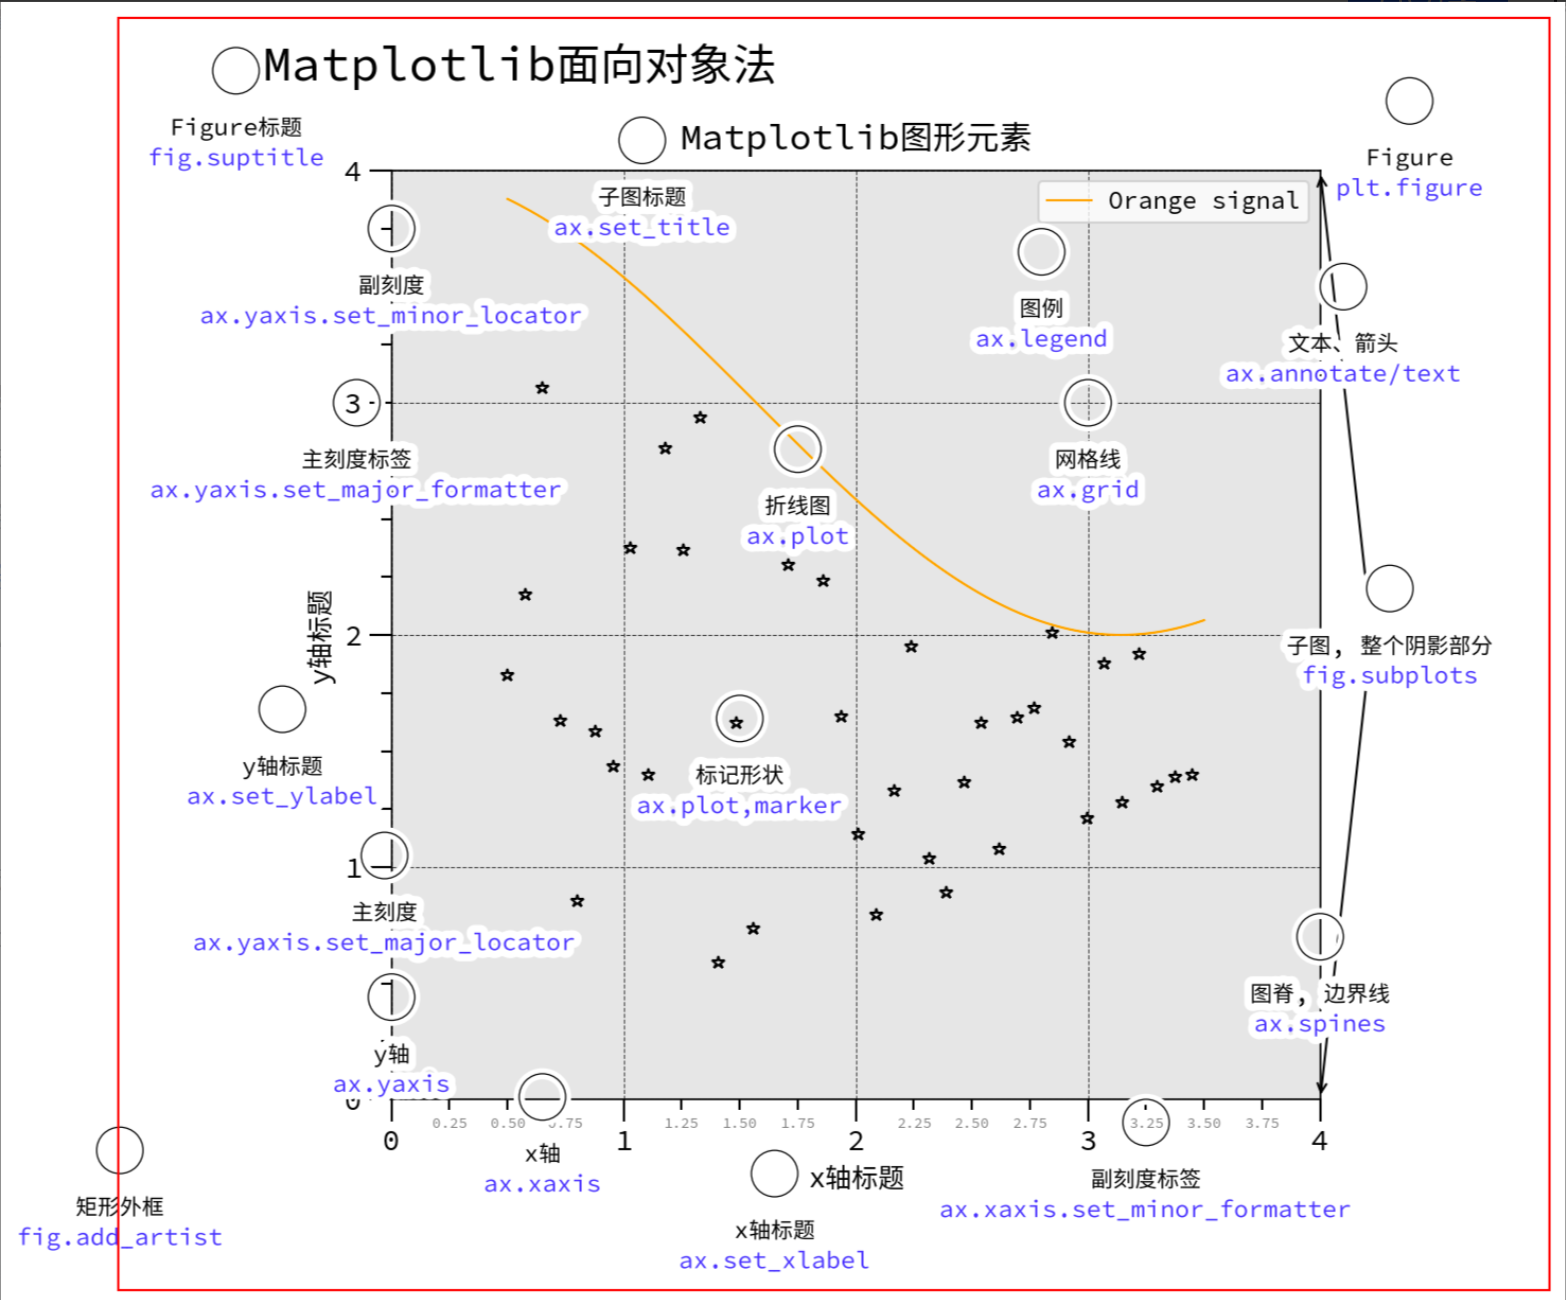 Matplotlib面向对象法
Figure标题
fig.suptitle
Matplotlib图形元素
Figure
plt.figure
4
子图标题
ax.set_title
Orange signal
副刻度
ax.yaxis.set_minor_locator
图例
ax.legend
文本、箭头
ax.annotate/text
3
主刻度标签
ax.yaxis.set_major_formatter
网格线
ax.grid
折线图
ax.plot
y轴标题
2
子图, 整个阴影部分
fig.subplots
y轴标题
ax.set_ylabel
标记形状
ax.plot,marker
1
主刻度
ax.yaxis.set_major_locator
图脊, 边界线
ax.spines
y轴
ax.yaxis
0
0.25 0.50 0.75 1.25 1.50 1.75 2.25 2.50 2.75 3.25 3.50 3.75
0 1 2 3 4
x轴
ax.xaxis
x轴标题
副刻度标签
ax.xaxis.set_minor_formatter
矩形外框
fig.add_artist
x轴标题
ax.set_xlabel